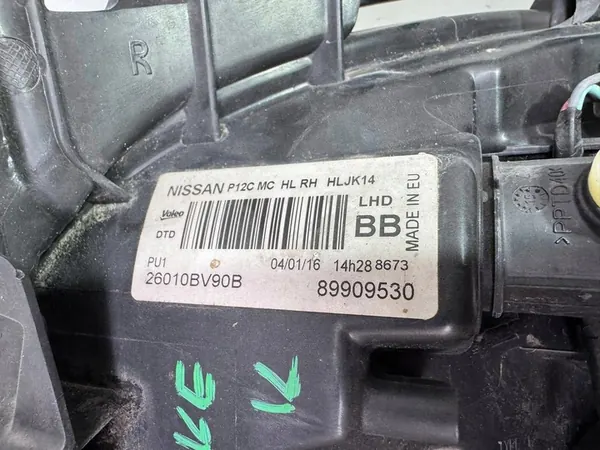 R
NISSAN P12C MC HL RH HLJK14
Valeo
DTD
LHD
BB
MADE IN EU
PU1
04/01/16 14h28 8673
26010BV90B
89909530
KE
K